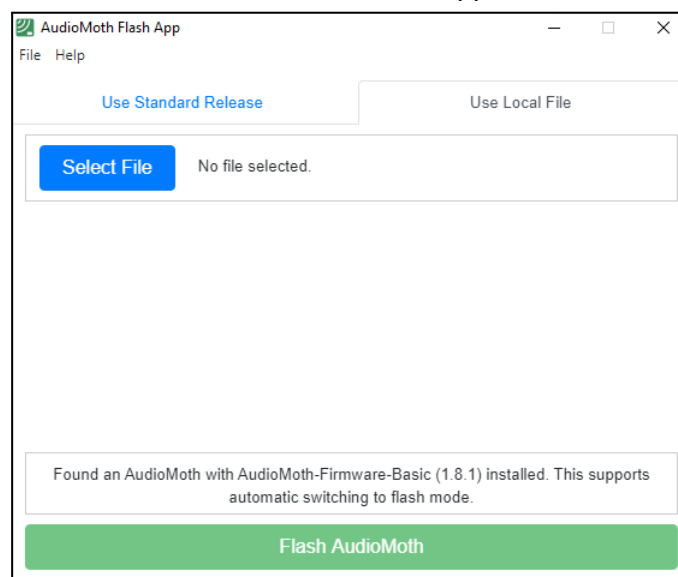 AudioMoth Flash App
File Help
Use Standard Release Use Local File
Select File No file selected.
Found an AudioMoth with AudioMoth-Firmware-Basic (1.8.1) installed. This supports
automatic switching to flash mode.
Flash AudioMoth